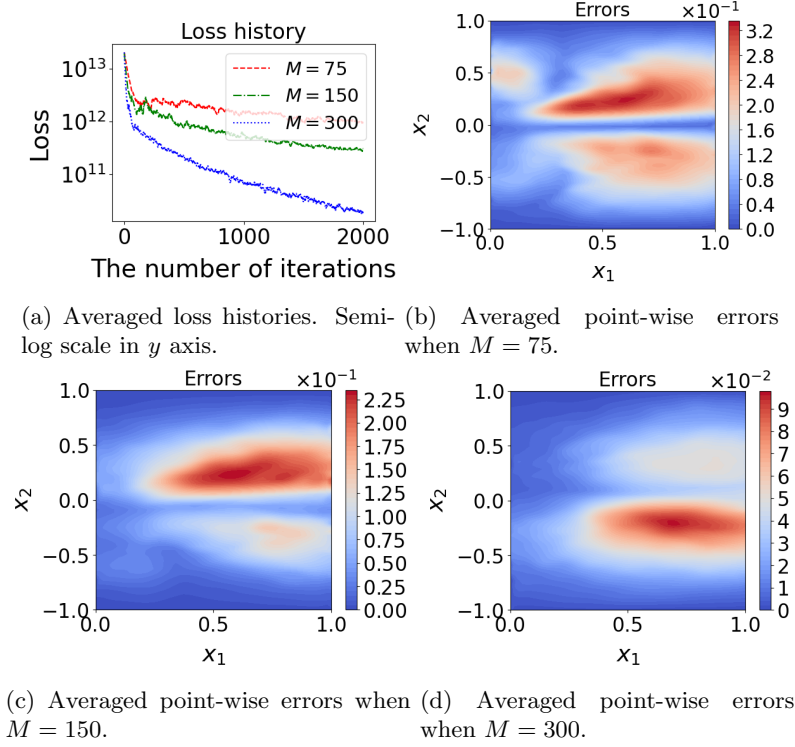 Loss history
10^13
10^12
10^11
Loss
M = 75
M = 150
M = 300
0
1000
2000
The number of iterations
(a) Averaged loss histories. Semi-
log scale in y axis.
Errors
×10^−1
1.0
0.5
0.0
−0.5
−1.0
x_2
0.0
0.5
1.0
x_1
3.2
2.8
2.4
2.0
1.6
1.2
0.8
0.4
0.0
(b) Averaged point-wise errors
when M = 75.
Errors
×10^−1
1.0
0.5
0.0
−0.5
−1.0
x_2
0.0
0.5
1.0
x_1
2.25
2.00
1.75
1.50
1.25
1.00
0.75
0.50
0.25
0.00
(c) Averaged point-wise errors when
M = 150.
Errors
×10^−2
1.0
0.5
0.0
−0.5
−1.0
x_2
0.0
0.5
1.0
x_1
9
8
7
6
5
4
3
2
1
0
(d) Averaged point-wise errors
when M = 300.